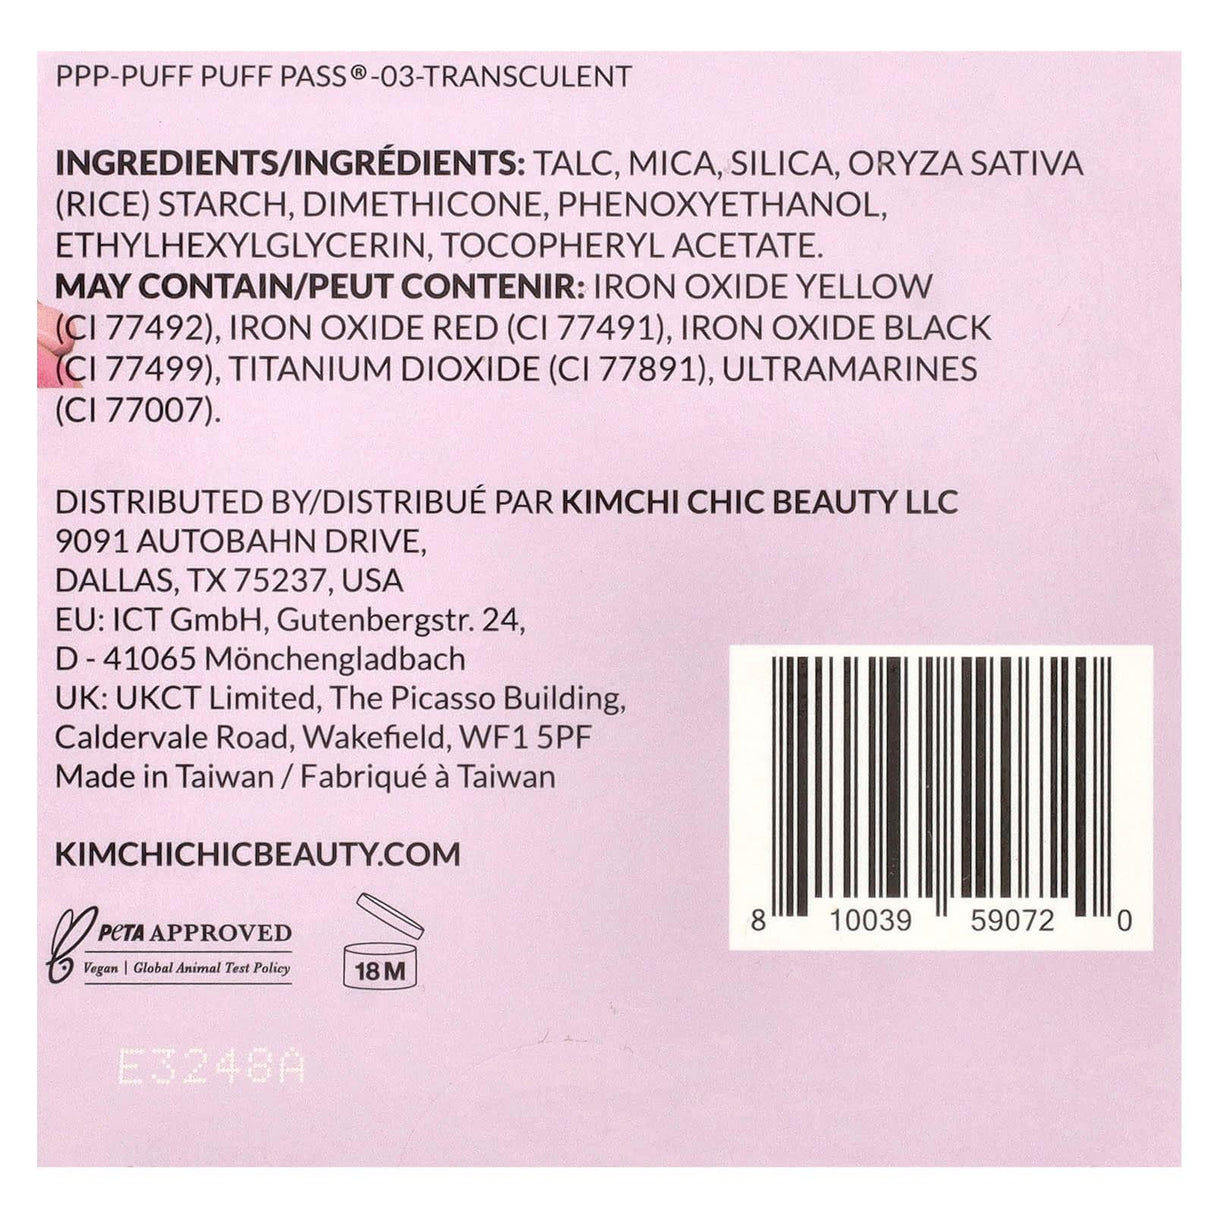 PPP-PUFF PUFF PASS®-03-TRANSCULENT
INGREDIENTS/INGRÉDIENTS: TALC, MICA, SILICA, ORYZA SATIVA
(RICE) STARCH, DIMETHICONE, PHENOXYETHANOL,
ETHYLHEXYLGLYCERIN, TOCOPHERYL ACETATE.
MAY CONTAIN/PEUT CONTENIR: IRON OXIDE YELLOW
(CI 77492), IRON OXIDE RED (CI 77491), IRON OXIDE BLACK
(CI 77499), TITANIUM DIOXIDE (CI 77891), ULTRAMARINES
(CI 77007).
DISTRIBUTED BY/DISTRIBUÉ PAR KIMCHI CHIC BEAUTY LLC
9091 AUTOBAHN DRIVE,
DALLAS, TX 75237, USA
EU: ICT GmbH, Gutenbergstr. 24,
D - 41065 Mönchengladbach
UK: UKCT Limited, The Picasso Building,
Caldervale Road, Wakefield, WF1 5PF
Made in Taiwan / Fabriqué à Taiwan
KIMCHICHICBEAUTY.COM
PETA APPROVED
Vegan | Global Animal Test Policy
18 M
8 10039 59072 0
E3248A